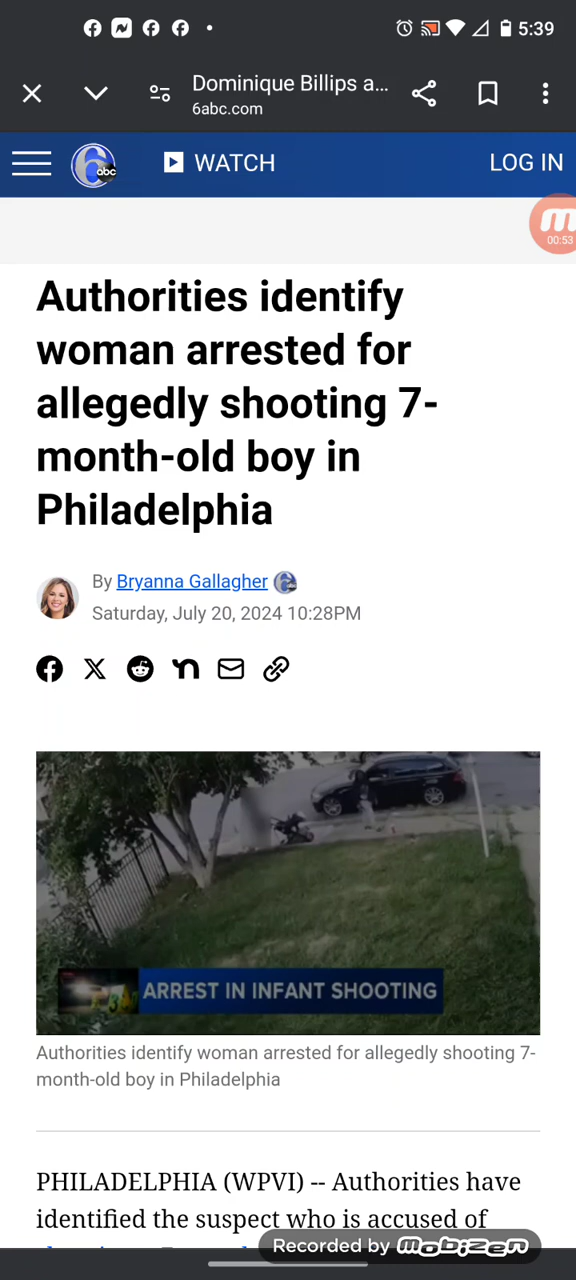 5:39
Dominique Billips a...
6abc.com
6 abc
WATCH
LOG IN
00:53
Authorities identify
woman arrested for
allegedly shooting 7-
month-old boy in
Philadelphia
By Bryanna Gallagher
Saturday, July 20, 2024 10:28PM
ARREST IN INFANT SHOOTING
Authorities identify woman arrested for allegedly shooting 7-
month-old boy in Philadelphia
PHILADELPHIA (WPVI) -- Authorities have
identified the suspect who is accused of
Recorded by mobizen